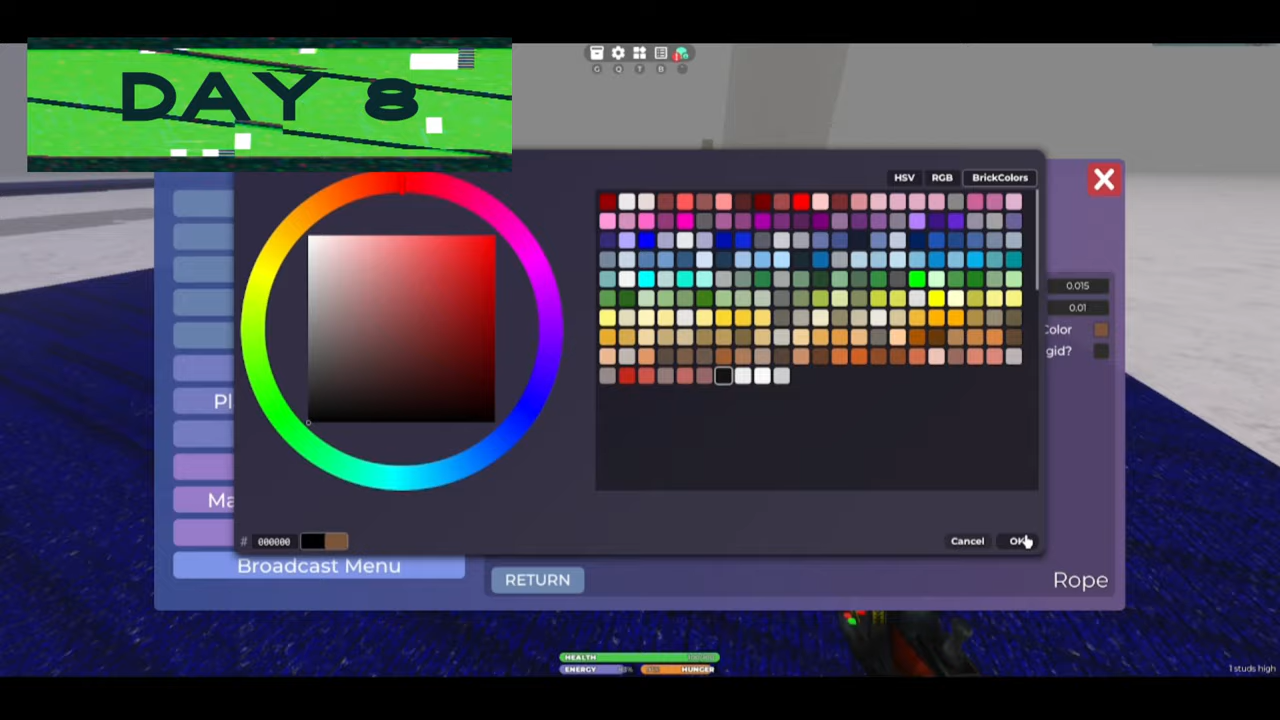 DAY 8
G Q T B
HSV RGB BrickColors
0.015
0.01
Color
gid?
Pl
Ma
# 000000
Cancel OK
Broadcast Menu
RETURN
Rope
HEALTH
ENERGY
HUNGER
1 studs high